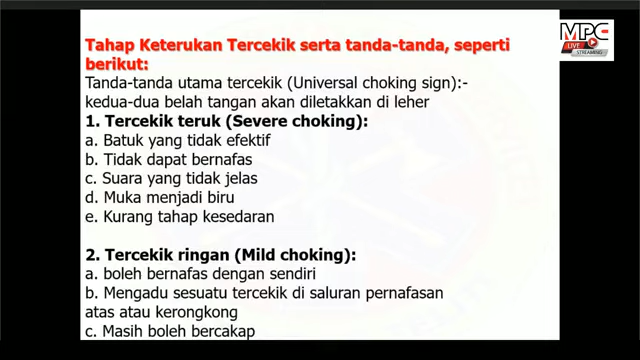 MPC
LIVE
STREAMING
Tahap Keterukan Tercekik serta tanda-tanda, seperti
berikut:
Tanda-tanda utama tercekik (Universal choking sign):-
kedua-dua belah tangan akan diletakkan di leher
1. Tercekik teruk (Severe choking):
a. Batuk yang tidak efektif
b. Tidak dapat bernafas
c. Suara yang tidak jelas
d. Muka menjadi biru
e. Kurang tahap kesedaran
2. Tercekik ringan (Mild choking):
a. boleh bernafas dengan sendiri
b. Mengadu sesuatu tercekik di saluran pernafasan
atas atau kerongkong
c. Masih boleh bercakap